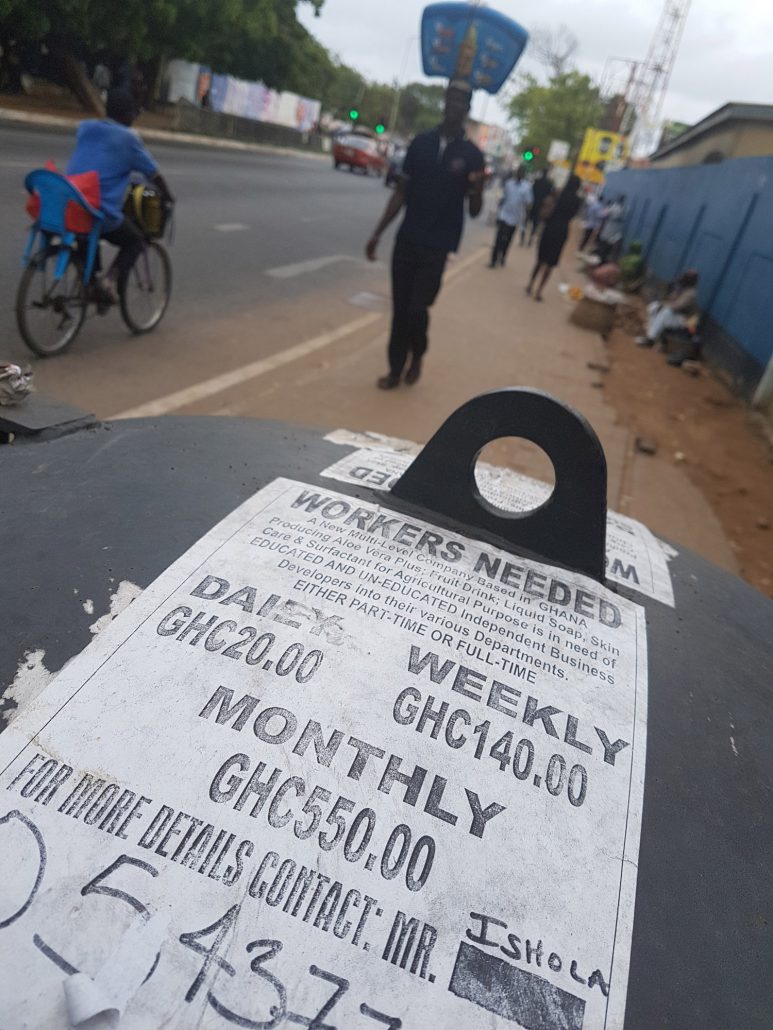 WORKERS NEEDED
A New Multi-Level Company Based in GHANA
Producing Aloe Vera Plus; Fruit Drink; Liquid Soap; Skin
Care & Surfactant for Agricultural Purpose is in need of
EDUCATED AND UN-EDUCATED Independent Business
Developers into their various Departments.
EITHER PART-TIME OR FULL-TIME
DAILY
GHC20.00
WEEKLY
GHC140.00
MONTHLY
GHC550.00
FOR MORE DETAILS CONTACT: MR. ISHOLA